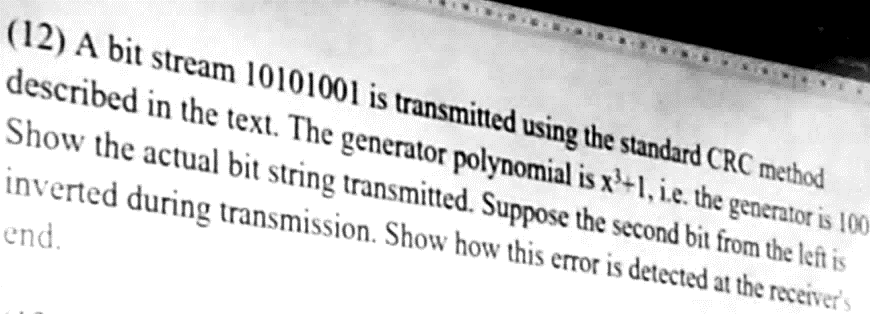 (12) A bit stream 10101001 is transmitted using the standard CRC method
described in the text. The generator polynomial is x³+1, i.e. the generator is 100
Show the actual bit string transmitted. Suppose the second bit from the left is
inverted during transmission. Show how this error is detected at the receiver's
end.